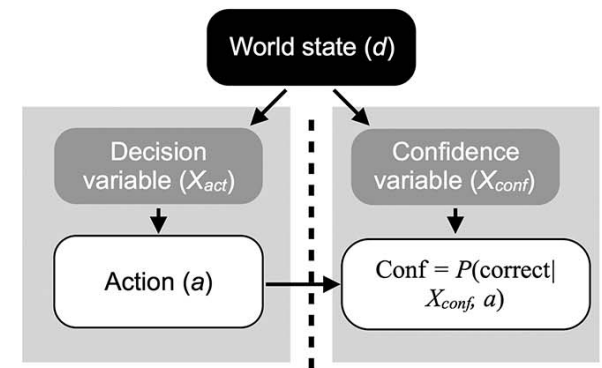 World state (d)
Decision
variable (Xact)
Confidence
variable (Xconf)
Action (a)
Conf = P(correct|
Xconf, a)